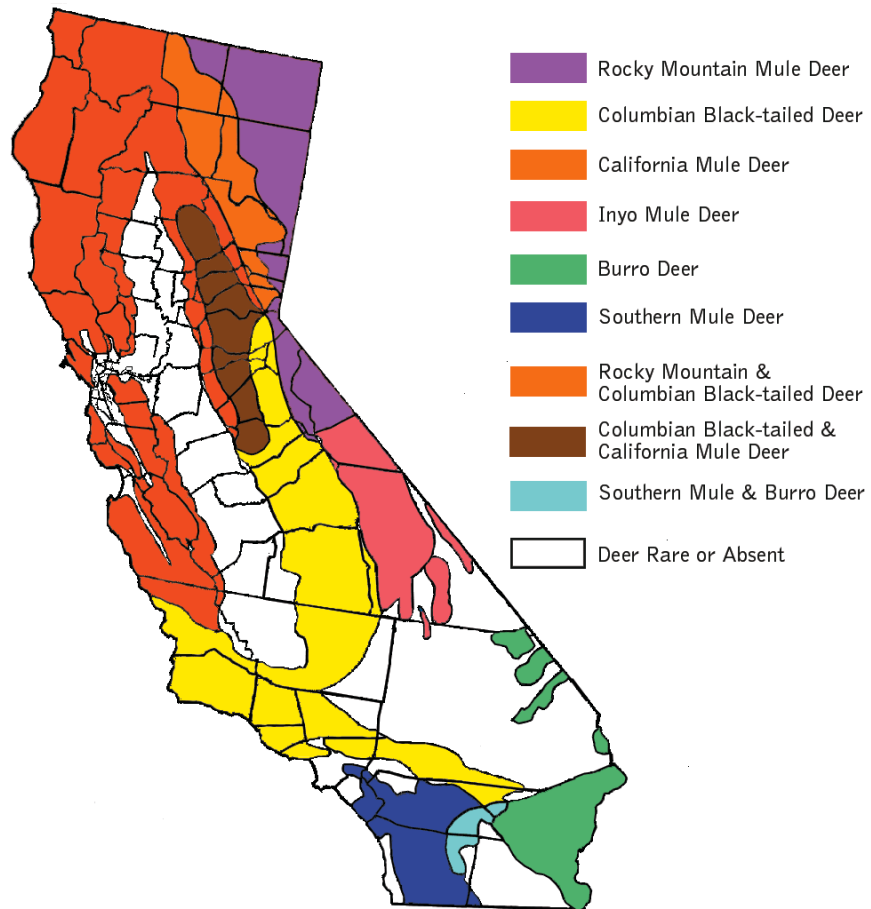 Rocky Mountain Mule Deer
Columbian Black-tailed Deer
California Mule Deer
Inyo Mule Deer
Burro Deer
Southern Mule Deer
Rocky Mountain &
Columbian Black-tailed Deer
Columbian Black-tailed &
California Mule Deer
Southern Mule & Burro Deer
Deer Rare or Absent